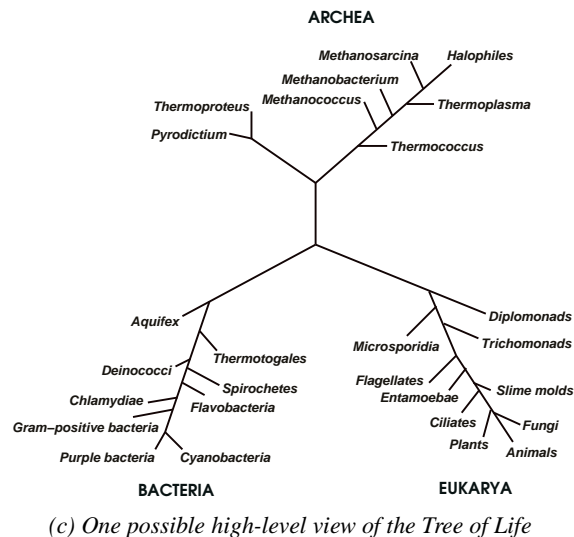 ARCHEA
Methanosarcina
Halophiles
Methanobacterium
Methanococcus
Thermoplasma
Thermoproteus
Pyrodictium
Thermococcus
Aquifex
Diplomonads
Trichomonads
Microsporidia
Thermotogales
Deinococci
Spirochetes
Flagellates
Entamoebae
Slime molds
Chlamydiae
Flavobacteria
Gram–positive bacteria
Ciliates
Fungi
Plants
Animals
Purple bacteria
Cyanobacteria
BACTERIA
EUKARYA
(c) One possible high-level view of the Tree of Life